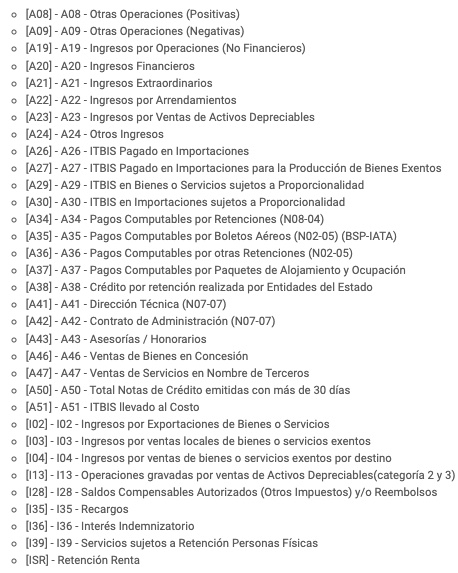 [A08] - A08 - Otras Operaciones (Positivas)
[A09] - A09 - Otras Operaciones (Negativas)
[A19] - A19 - Ingresos por Operaciones (No Financieros)
[A20] - A20 - Ingresos Financieros
[A21] - A21 - Ingresos Extraordinarios
[A22] - A22 - Ingresos por Arrendamientos
[A23] - A23 - Ingresos por Ventas de Activos Depreciables
[A24] - A24 - Otros Ingresos
[A26] - A26 - ITBIS Pagado en Importaciones
[A27] - A27 - ITBIS Pagado en Importaciones para la Producción de Bienes Exentos
[A29] - A29 - ITBIS en Bienes o Servicios sujetos a Proporcionalidad
[A30] - A30 - ITBIS en Importaciones sujetos a Proporcionalidad
[A34] - A34 - Pagos Computables por Retenciones (N08-04)
[A35] - A35 - Pagos Computables por Boletos Aéreos (N02-05) (BSP-IATA)
[A36] - A36 - Pagos Computables por otras Retenciones (N02-05)
[A37] - A37 - Pagos Computables por Paquetes de Alojamiento y Ocupación
[A38] - A38 - Crédito por retención realizada por Entidades del Estado
[A41] - A41 - Dirección Técnica (N07-07)
[A42] - A42 - Contrato de Administración (N07-07)
[A43] - A43 - Asesorías / Honorarios
[A46] - A46 - Ventas de Bienes en Concesión
[A47] - A47 - Ventas de Servicios en Nombre de Terceros
[A50] - A50 - Total Notas de Crédito emitidas con más de 30 días
[A51] - A51 - ITBIS llevado al Costo
[I02] - I02 - Ingresos por Exportaciones de Bienes o Servicios
[I03] - I03 - Ingresos por ventas locales de bienes o servicios exentos
[I04] - I04 - Ingresos por ventas de bienes o servicios exentos por destino
[I13] - I13 - Operaciones gravadas por ventas de Activos Depreciables(categoría 2 y 3)
[I28] - I28 - Saldos Compensables Autorizados (Otros Impuestos) y/o Reembolsos
[I35] - I35 - Recargos
[I36] - I36 - Interés Indemnizatorio
[I39] - I39 - Servicios sujetos a Retención Personas Físicas
[ISR] - Retención Renta